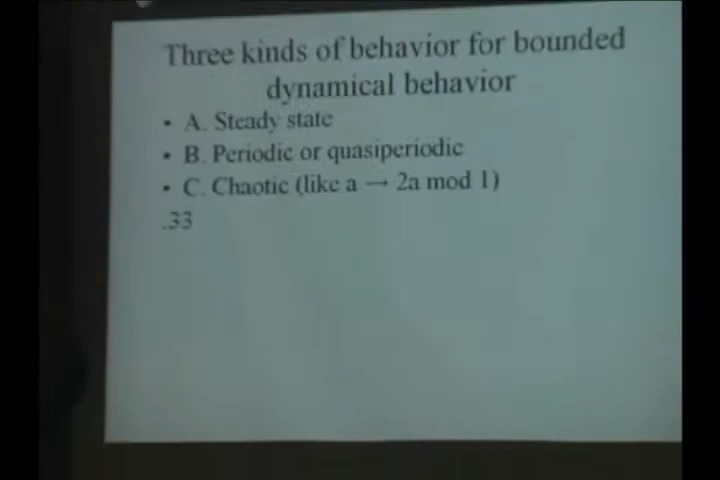 Three kinds of behavior for bounded
dynamical behavior
• A. Steady state
• B. Periodic or quasiperiodic
• C. Chaotic (like a → 2a mod 1)
.33